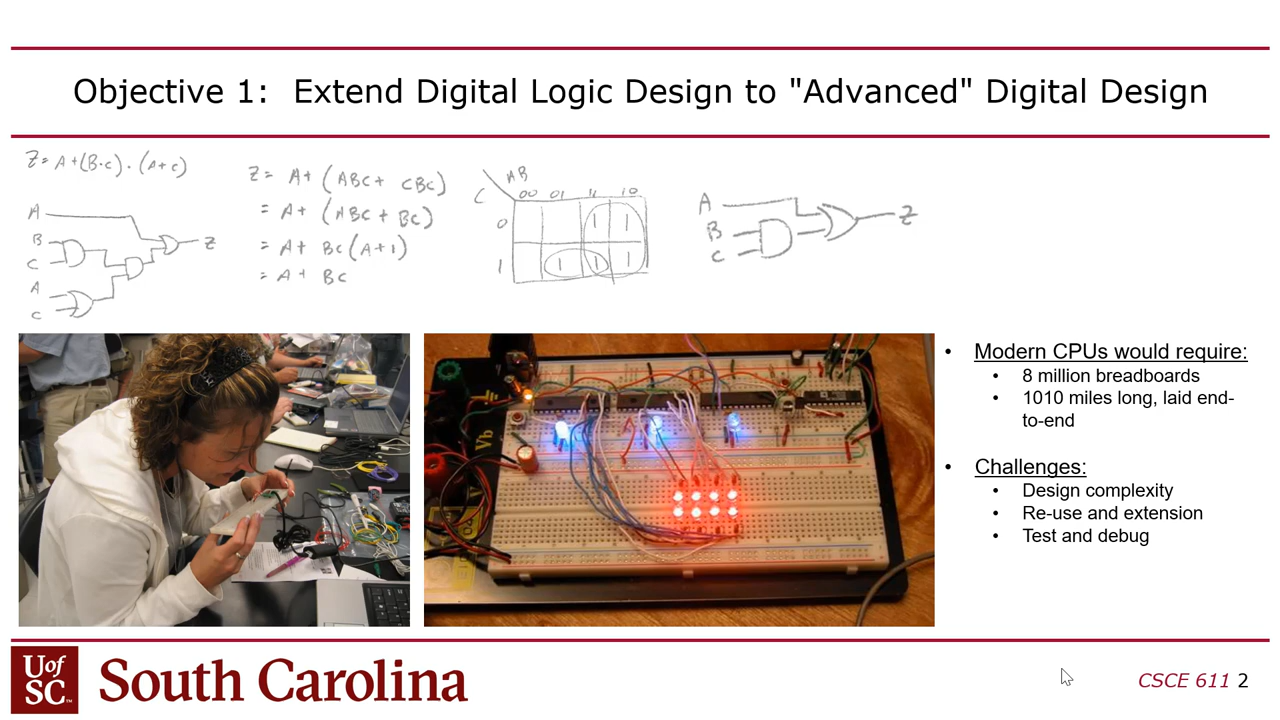 Objective 1: Extend Digital Logic Design to "Advanced" Digital Design
Z = A+(B·C)·(A+C)
A
B
C
A
C
Z
Z = A+ (ABC+ CBC)
= A+ (ABC+ BC)
= A+ BC(A+1)
= A+ BC
AB
C
00 01 11 10
0 1 1
1 1 1 1
A
B
C
Z
Vb
• Modern CPUs would require:
• 8 million breadboards
• 1010 miles long, laid end-
to-end
• Challenges:
• Design complexity
• Re-use and extension
• Test and debug
Uof
SC™
South Carolina
CSCE 611 2